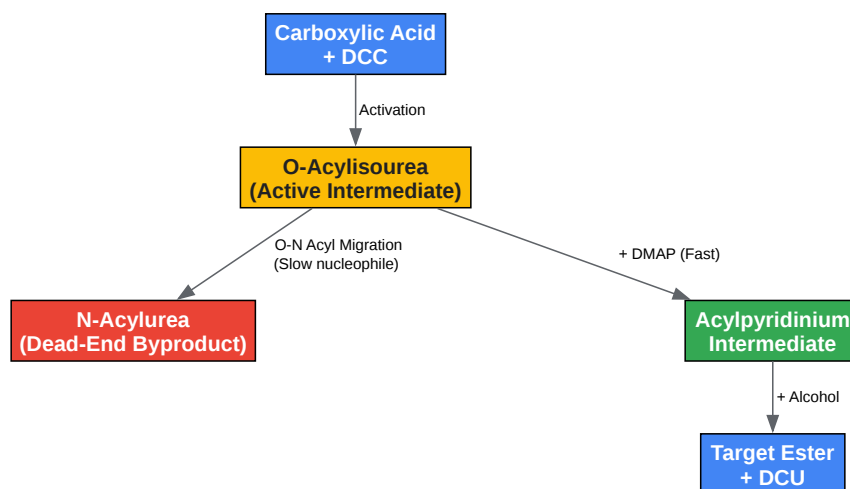 Carboxylic Acid
+ DCC
Activation
O-Acylisourea
(Active Intermediate)
O-N Acyl Migration
(Slow nucleophile)
+ DMAP (Fast)
N-Acylurea
(Dead-End Byproduct)
Acylpyridinium
Intermediate
+ Alcohol
Target Ester
+ DCU